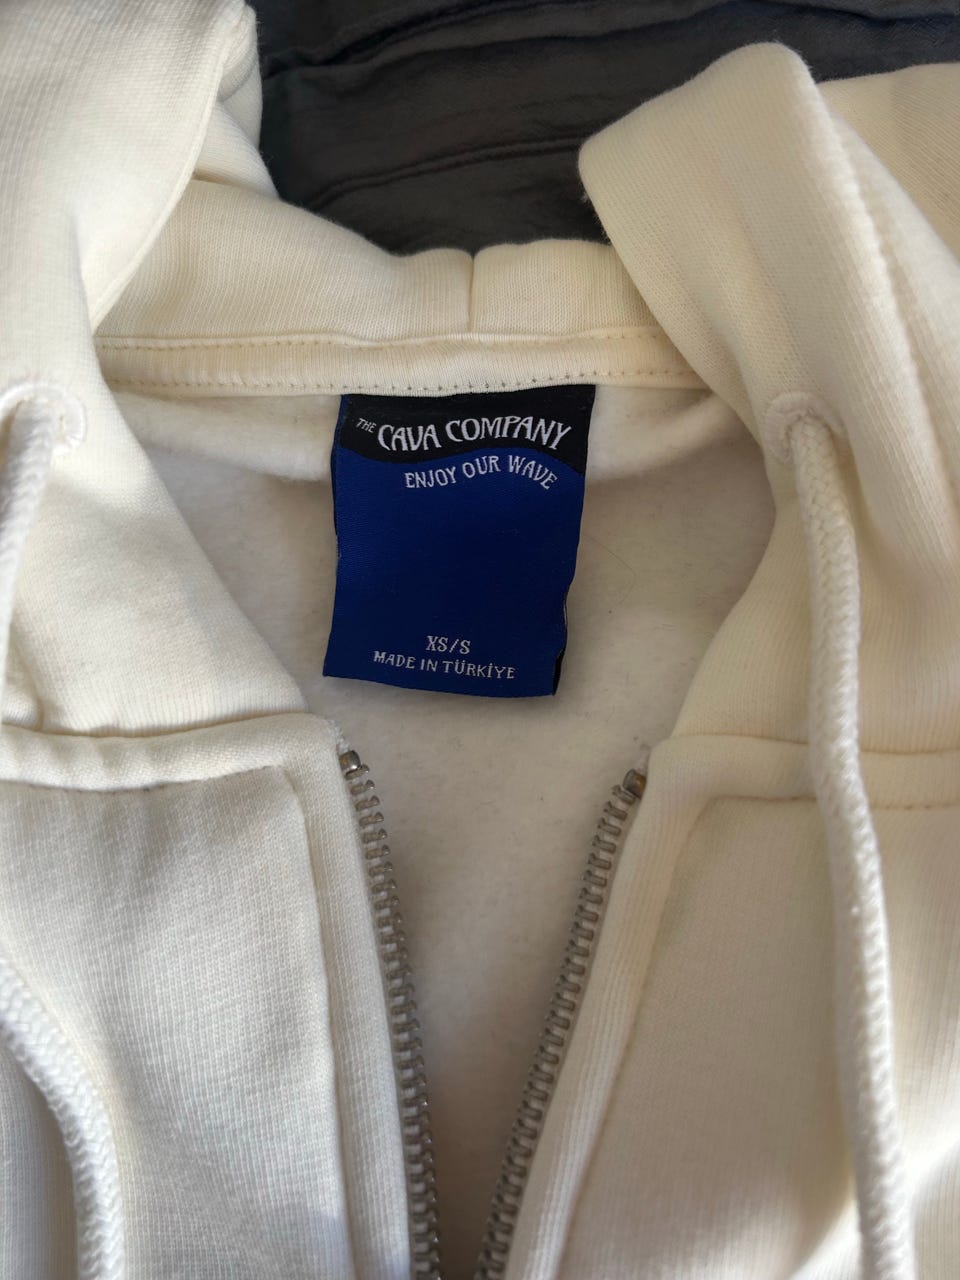 THE CAVA COMPANY
ENJOY OUR WAVE
XS/S
MADE IN TÜRKİYE